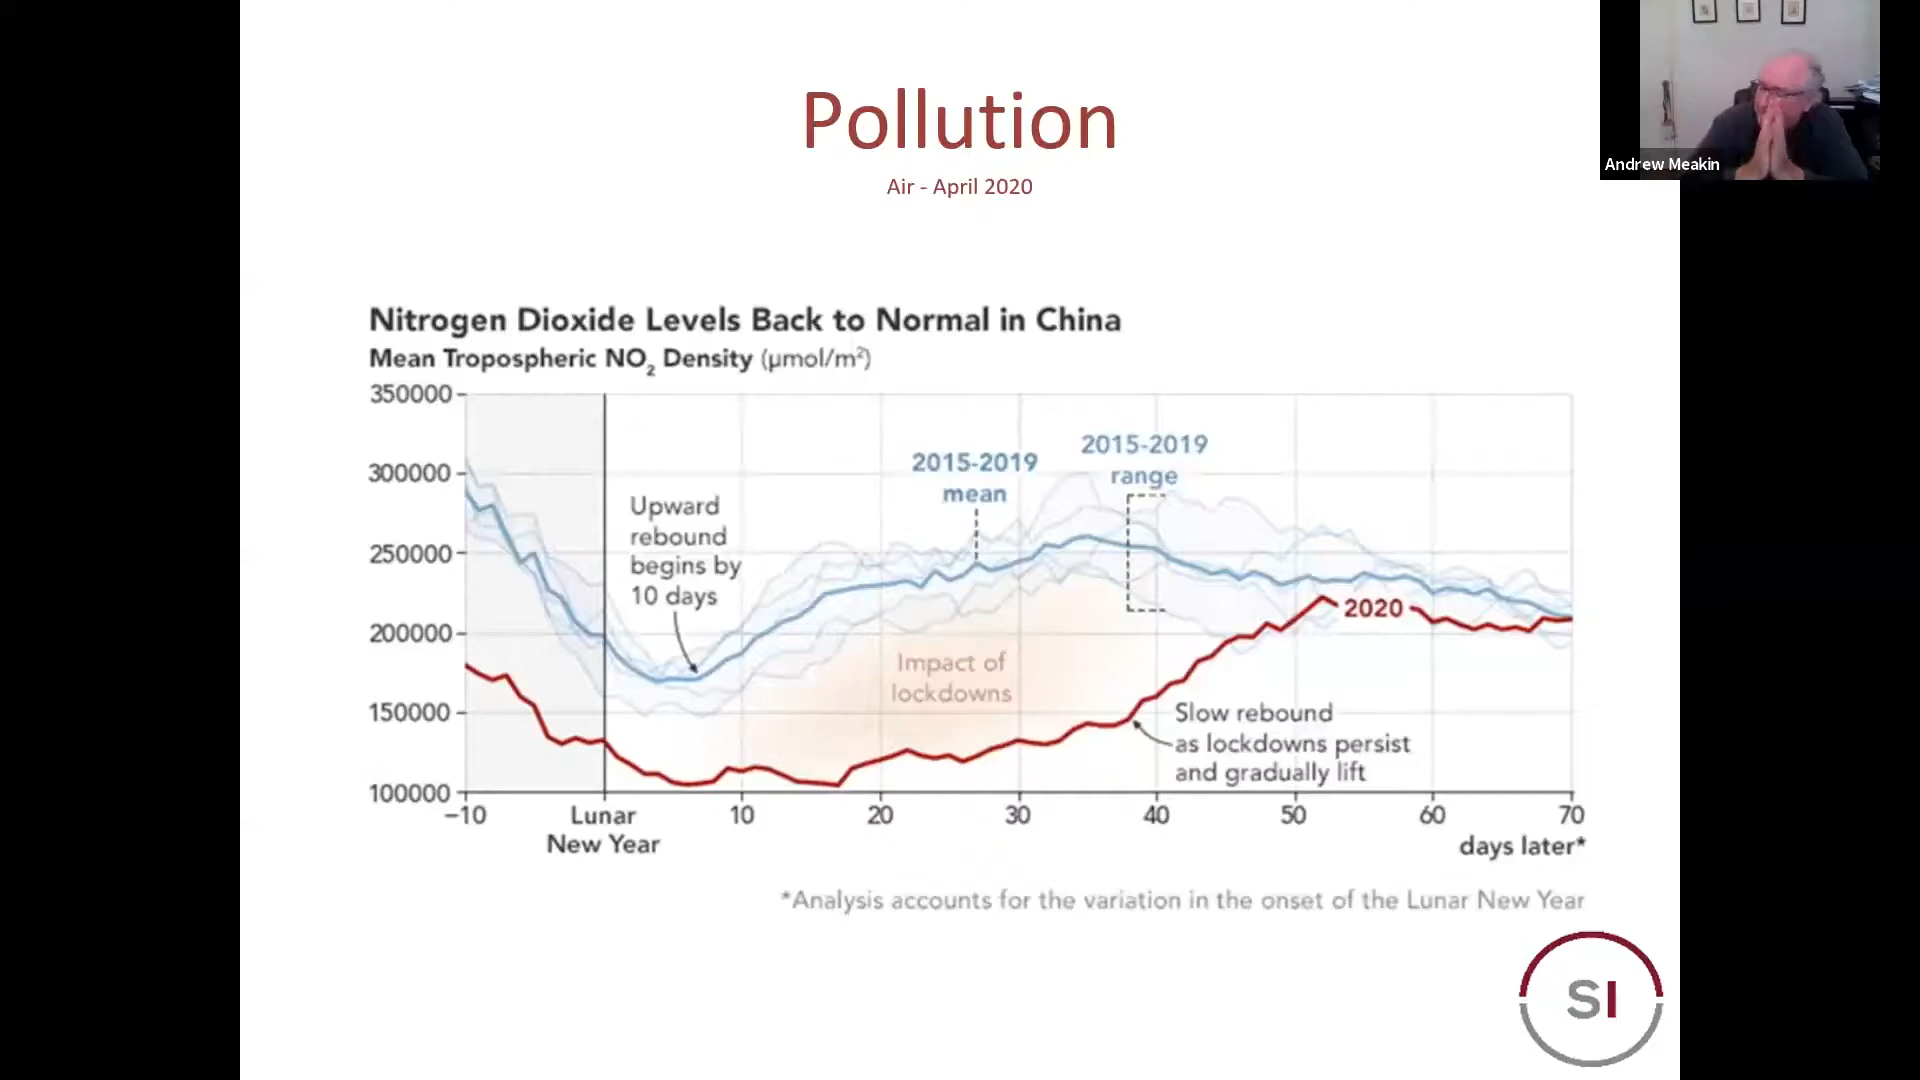 Pollution
Air - April 2020
Andrew Meakin
Nitrogen Dioxide Levels Back to Normal in China
Mean Tropospheric NO₂ Density (μmol/m²)
350000
300000
250000
200000
150000
100000
Upward
rebound
begins by
10 days
2015-2019
mean
2015-2019
range
Impact of
lockdowns
2020
Slow rebound
as lockdowns persist
and gradually lift
−10
Lunar
New Year
10
20
30
40
50
60
70
days later*
*Analysis accounts for the variation in the onset of the Lunar New Year
SI